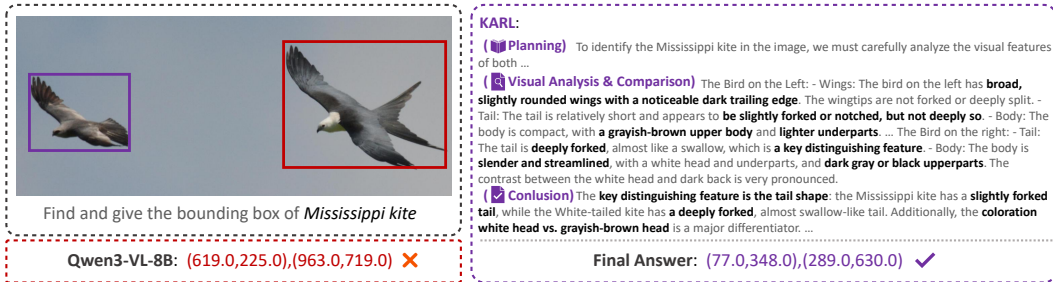 Find and give the bounding box of Mississippi kite
Qwen3-VL-8B: (619.0,225.0),(963.0,719.0)
KARL:
(Planning) To identify the Mississippi kite in the image, we must carefully analyze the visual features
of both ...
(Visual Analysis & Comparison) The Bird on the Left: - Wings: The bird on the left has broad,
slightly rounded wings with a noticeable dark trailing edge. The wingtips are not forked or deeply split. -
Tail: The tail is relatively short and appears to be slightly forked or notched, but not deeply so. - Body: The
body is compact, with a grayish-brown upper body and lighter underparts. ... The Bird on the right: - Tail:
The tail is deeply forked, almost like a swallow, which is a key distinguishing feature. - Body: The body is
slender and streamlined, with a white head and underparts, and dark gray or black upperparts. The
contrast between the white head and dark back is very pronounced.
(Conlusion) The key distinguishing feature is the tail shape: the Mississippi kite has a slightly forked
tail, while the White-tailed kite has a deeply forked, almost swallow-like tail. Additionally, the coloration
white head vs. grayish-brown head is a major differentiator. ...
Final Answer: (77.0,348.0),(289.0,630.0)